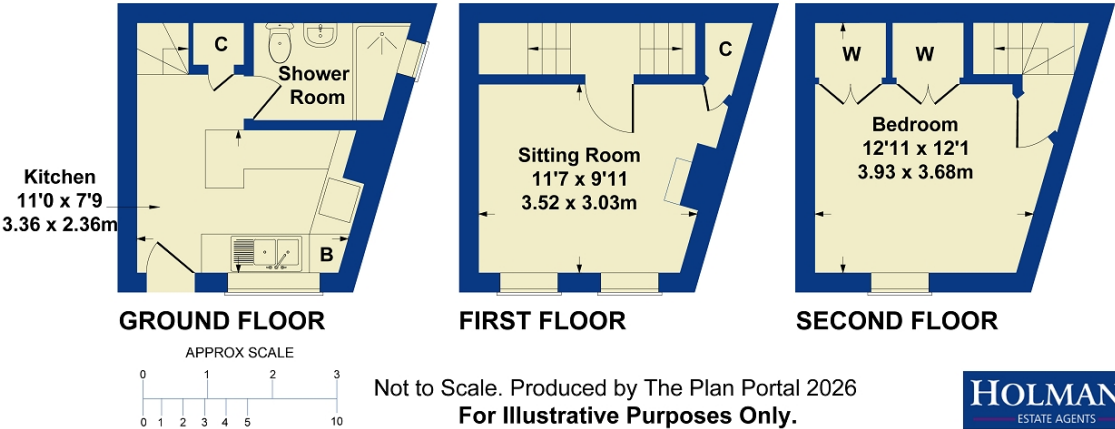 C
Shower
Room
Kitchen
11'0 x 7'9
3.36 x 2.36m
B
GROUND FLOOR
C
Sitting Room
11'7 x 9'11
3.52 x 3.03m
FIRST FLOOR
W
W
Bedroom
12'11 x 12'1
3.93 x 3.68m
SECOND FLOOR
APPROX SCALE
0 1 2 3
0 1 2 3 4 5 10
Not to Scale. Produced by The Plan Portal 2026
For Illustrative Purposes Only.
HOLMAN
ESTATE AGENTS